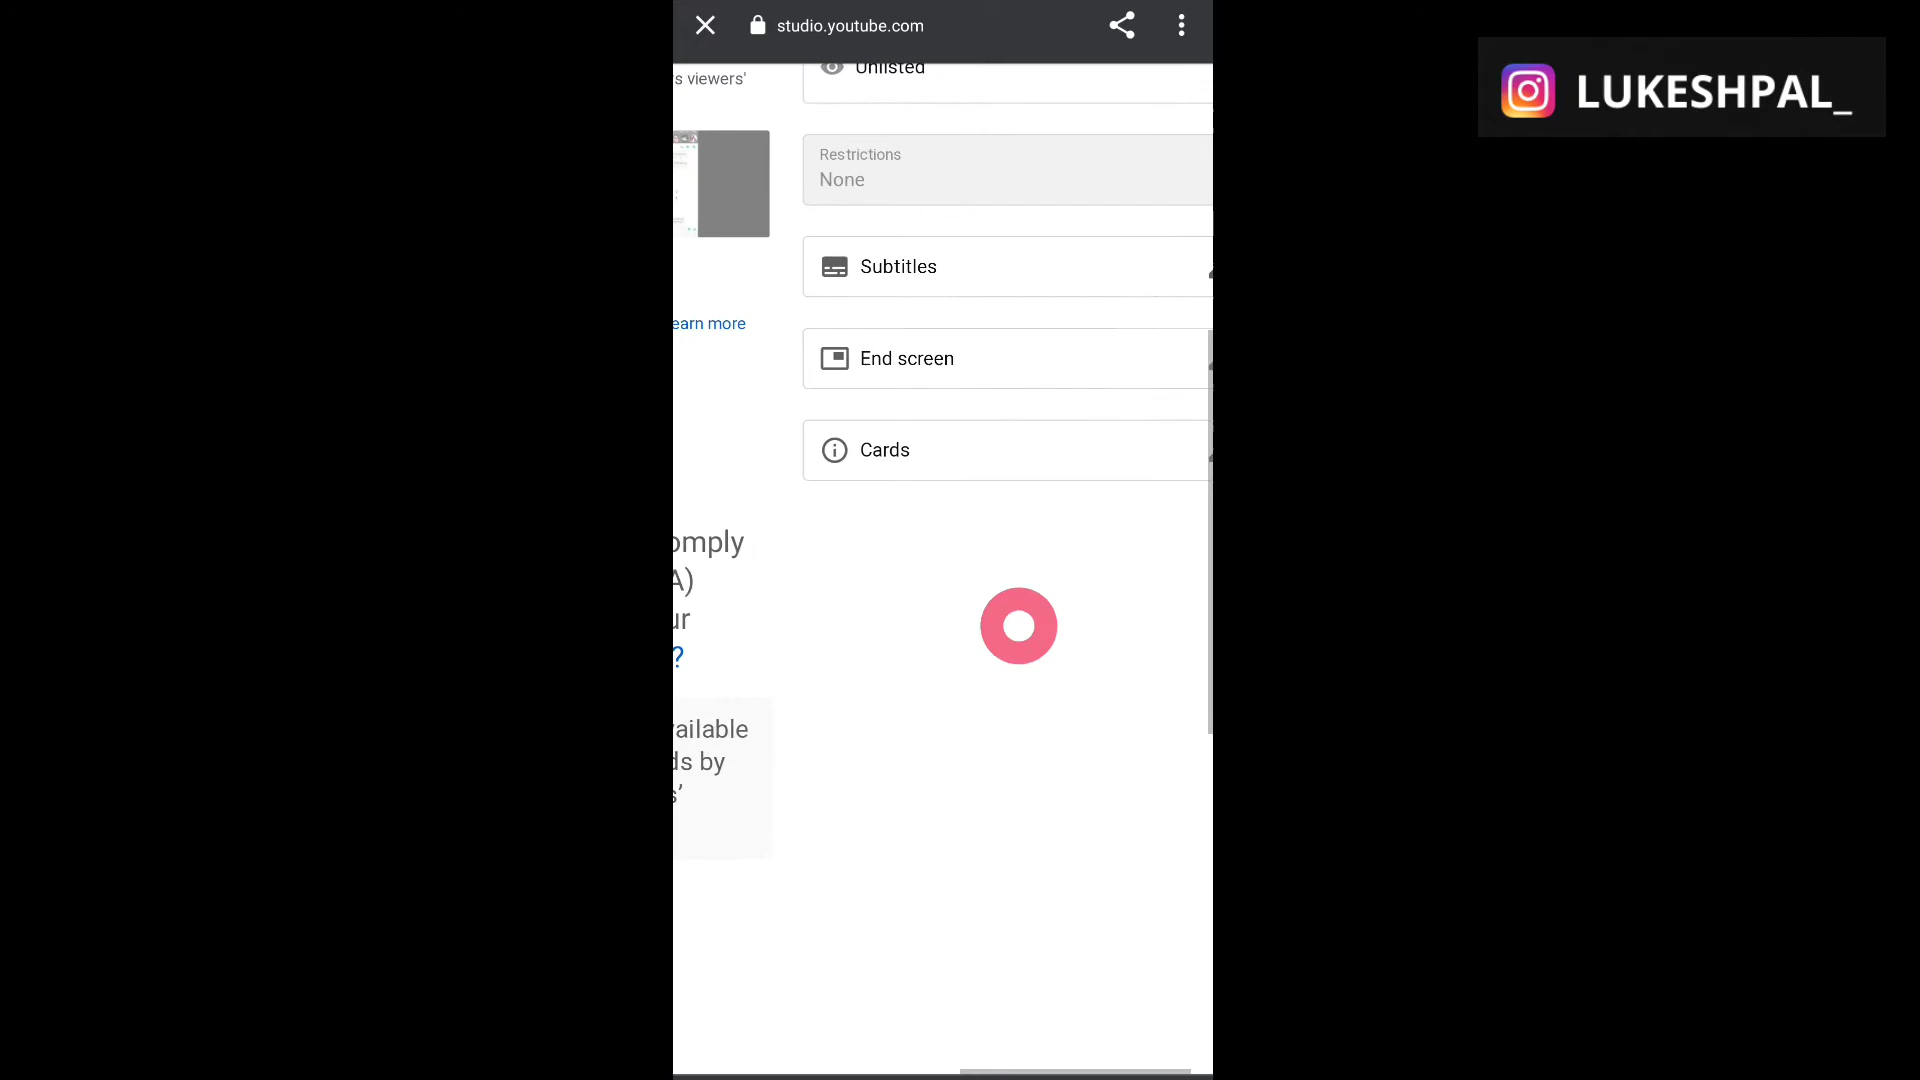 studio.youtube.com
LUKESHPAL_
s viewers'
Unlisted
Restrictions
None
Subtitles
earn more
End screen
Cards
omply
A)
ur
?
ailable
ds by
s'